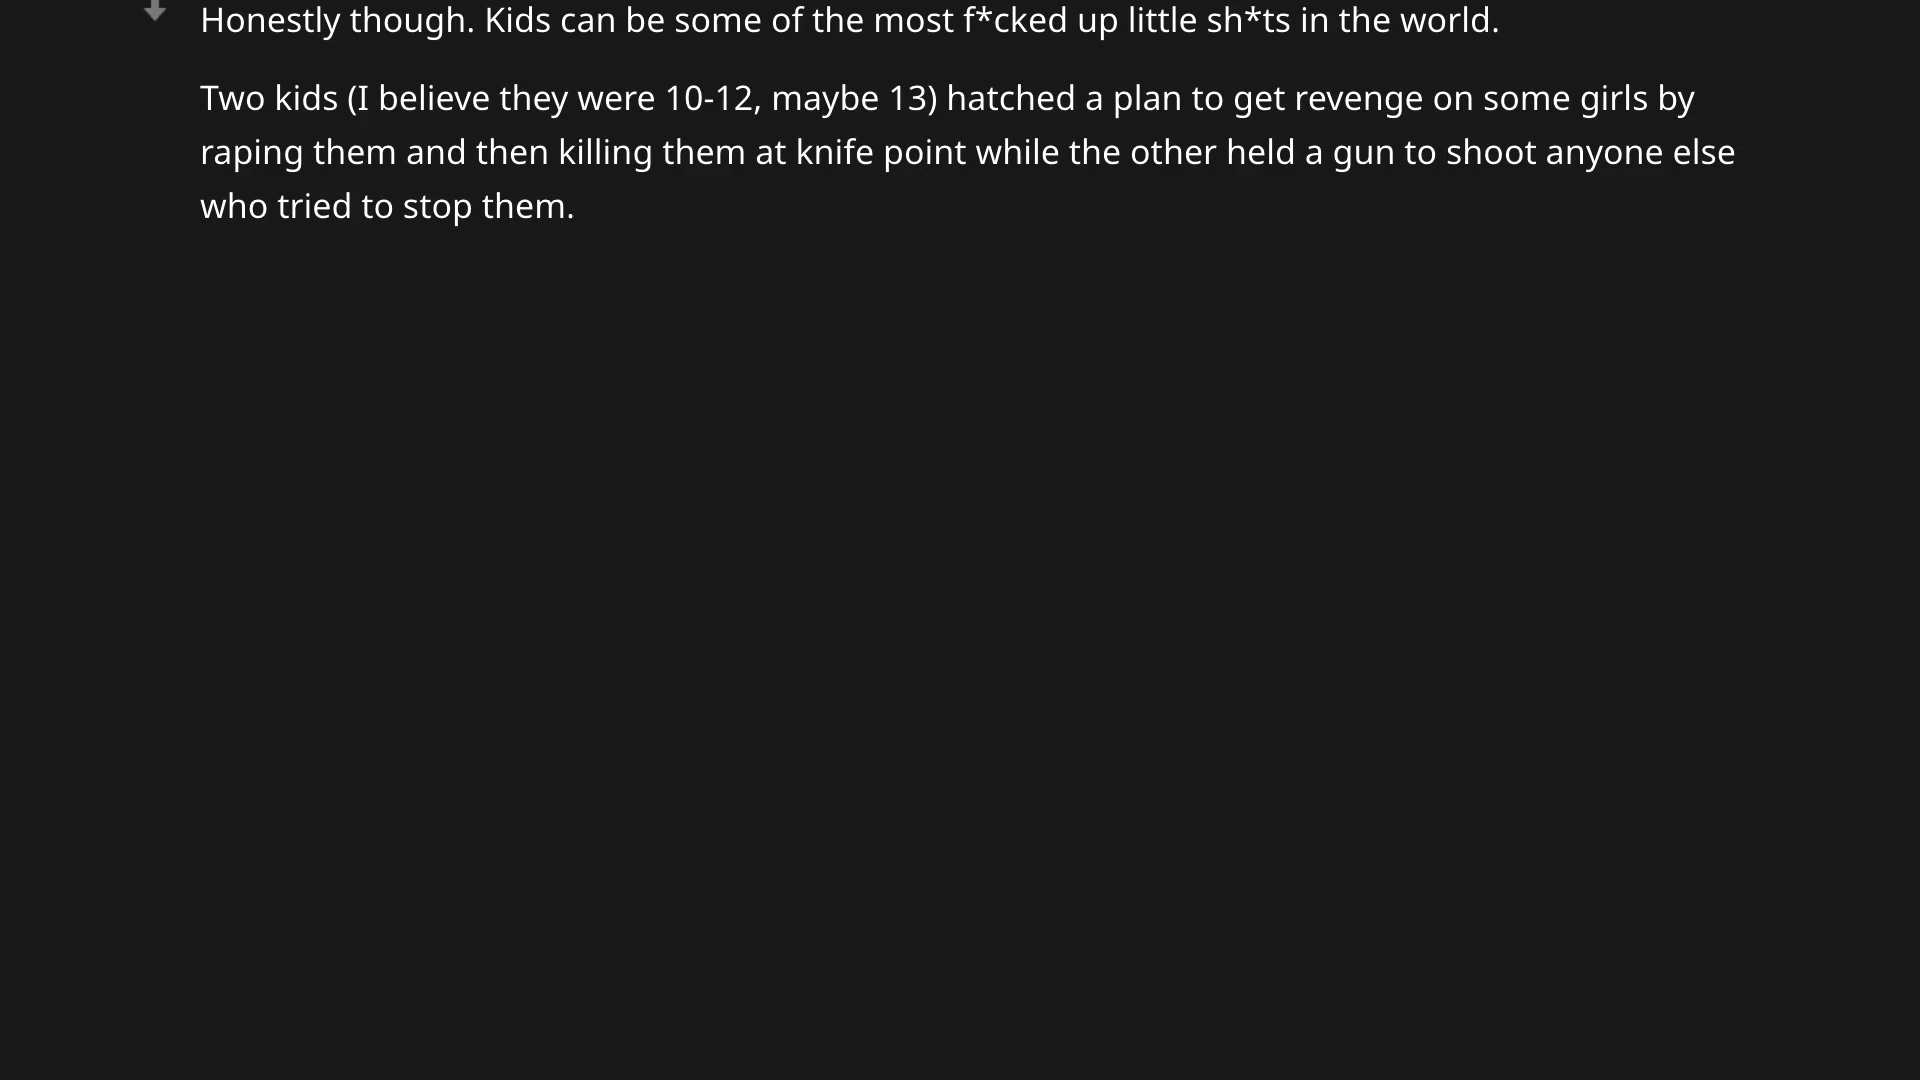 Honestly though. Kids can be some of the most f*cked up little sh*ts in the world.
Two kids (I believe they were 10-12, maybe 13) hatched a plan to get revenge on some girls by
raping them and then killing them at knife point while the other held a gun to shoot anyone else
who tried to stop them.